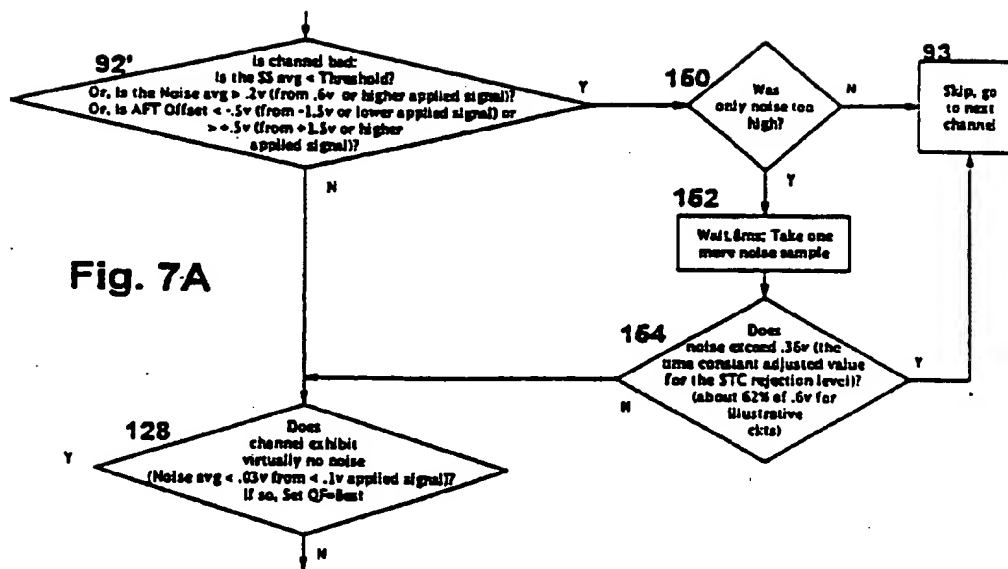 92'
Is channel bad:
Is the SS avg < Threshold?
Or, Is the Noise avg > .2v (from .6v or higher applied signal)?
Or, Is AFT Offset < -.5v (from -1.5v or lower applied signal) or
> +.5v (from +1.5v or higher
applied signal)?
Y
N
150
Was
only noise too
high?
N
Y
93
Skip, go
to next
channel
152
Wait .8ms; Take one
more noise sample
Fig. 7A
154
Does
noise exceed .36v (the
time constant adjusted value
for the STC rejection level)?
(about 62% of .6v for
illustrative
ckts)
Y
N
128
Does
channel exhibit
virtually no noise
(Noise avg < .03v from < .1v applied signal)?
If so, Set QF=Best
Y
N